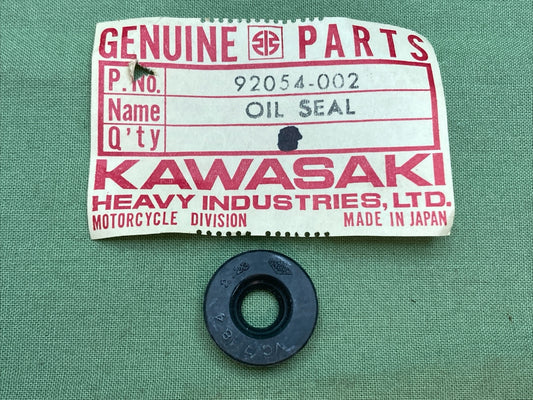 GENUINE PARTS
P.No. 92054-002
Name OIL SEAL
Q'ty
KAWASAKI
HEAVY INDUSTRIES, LTD.
MOTORCYCLE DIVISION MADE IN JAPAN